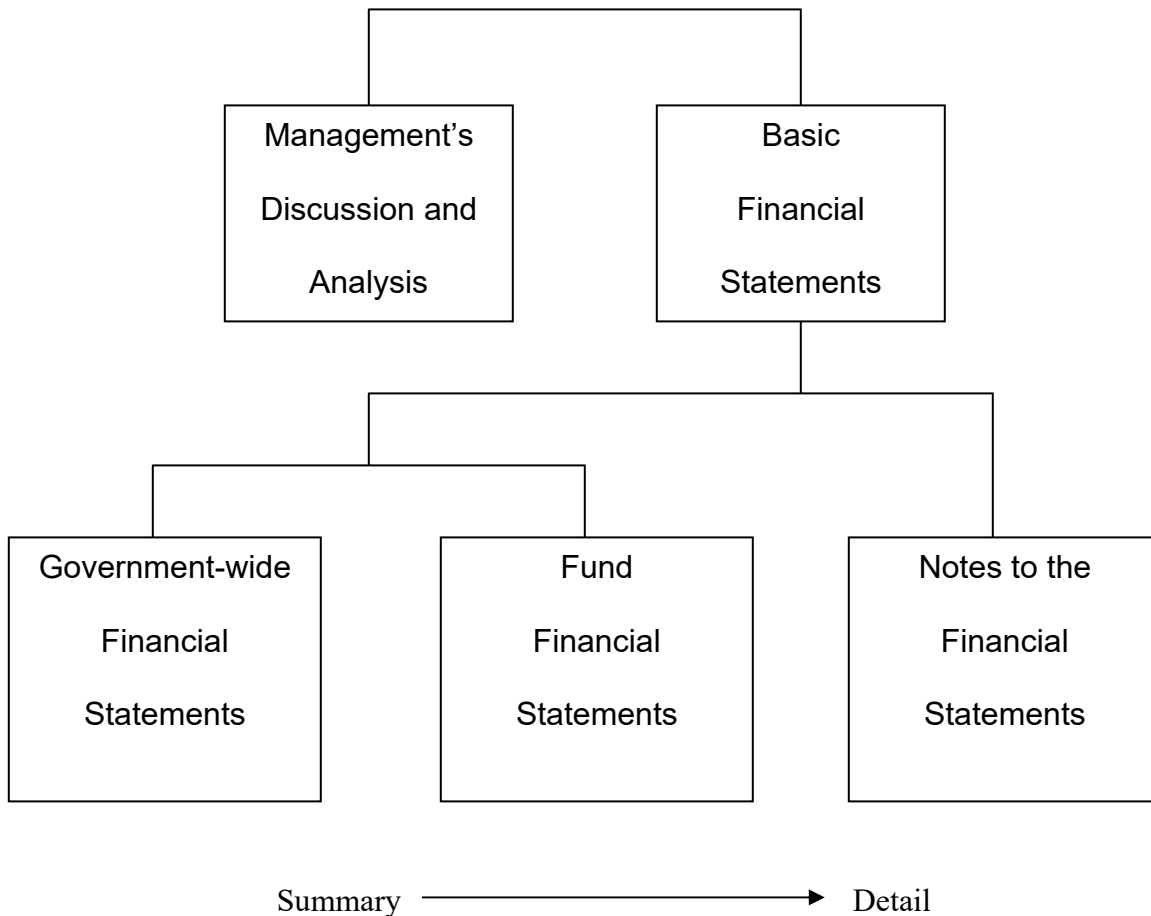 Management’s
Discussion and
Analysis
Basic
Financial
Statements
Government-wide
Financial
Statements
Fund
Financial
Statements
Notes to the
Financial
Statements
Summary
Detail